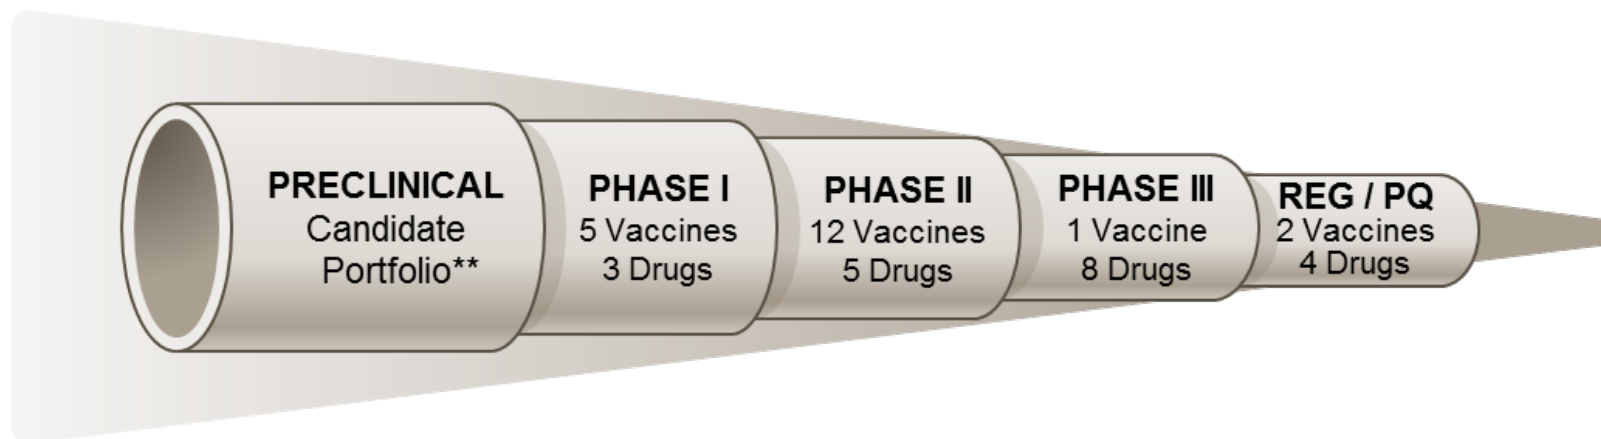 PRECLINICAL
Candidate
Portfolio**
PHASE I
5 Vaccines
3 Drugs
PHASE II
12 Vaccines
5 Drugs
PHASE III
1 Vaccine
8 Drugs
REG / PQ
2 Vaccines
4 Drugs